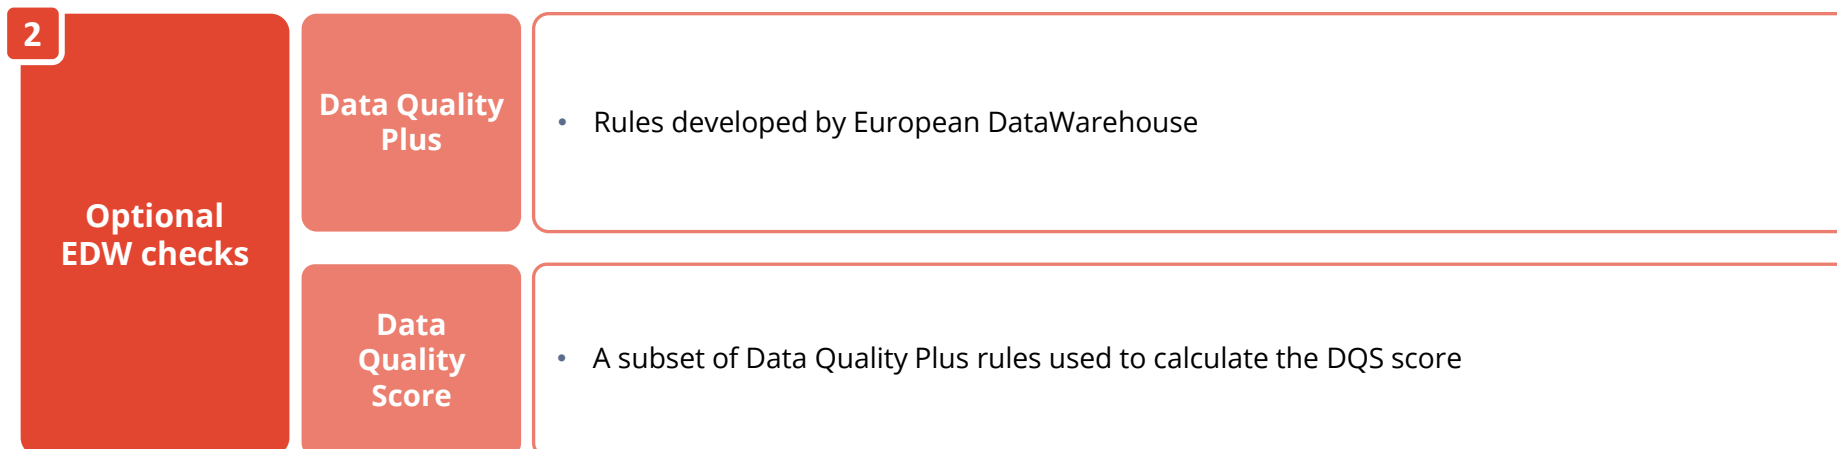 2
Optional
EDW checks
Data Quality
Plus
• Rules developed by European DataWarehouse
Data
Quality
Score
• A subset of Data Quality Plus rules used to calculate the DQS score